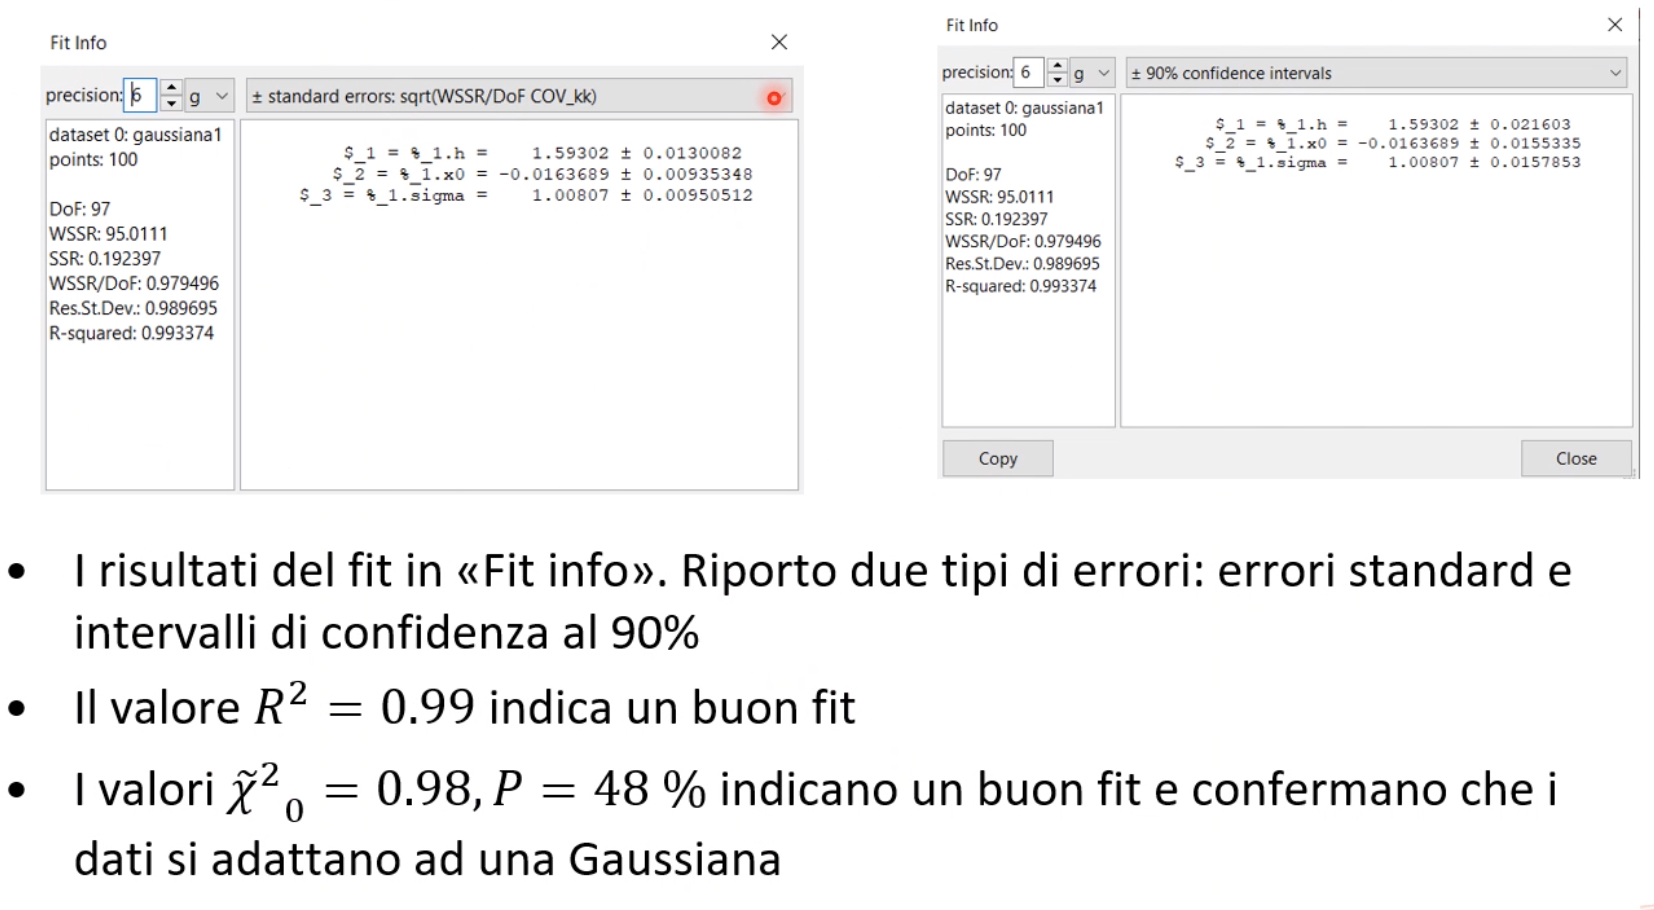 Fit Info
precision: 6 g ± standard errors: sqrt(WSSR/DoF COV_kk)
dataset 0: gaussiana1
points: 100
DoF: 97
WSSR: 95.0111
SSR: 0.192397
WSSR/DoF: 0.979496
Res.St.Dev.: 0.989695
R-squared: 0.993374
$_1 = %_1.h = 1.59302 ± 0.0130082
$_2 = %_1.x0 = -0.0163689 ± 0.00935348
$_3 = %_1.sigma = 1.00807 ± 0.00950512
Fit Info
precision: 6 g ± 90% confidence intervals
dataset 0: gaussiana1
points: 100
DoF: 97
WSSR: 95.0111
SSR: 0.192397
WSSR/DoF: 0.979496
Res.St.Dev.: 0.989695
R-squared: 0.993374
$_1 = %_1.h = 1.59302 ± 0.021603
$_2 = %_1.x0 = -0.0163689 ± 0.0155335
$_3 = %_1.sigma = 1.00807 ± 0.0157853
Copy Close
• I risultati del fit in «Fit info». Riporto due tipi di errori: errori standard e
intervalli di confidenza al 90%
• Il valore R² = 0.99 indica un buon fit
• I valori χ̃²₀ = 0.98, P = 48 % indicano un buon fit e confermano che i
dati si adattano ad una Gaussiana